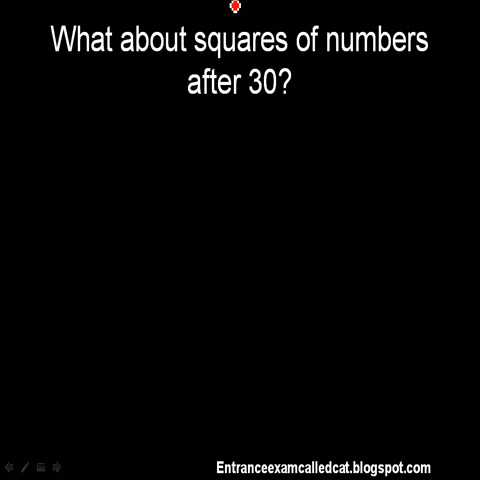 What about squares of numbers
after 30?
Entranceexamcalledcat.blogspot.com